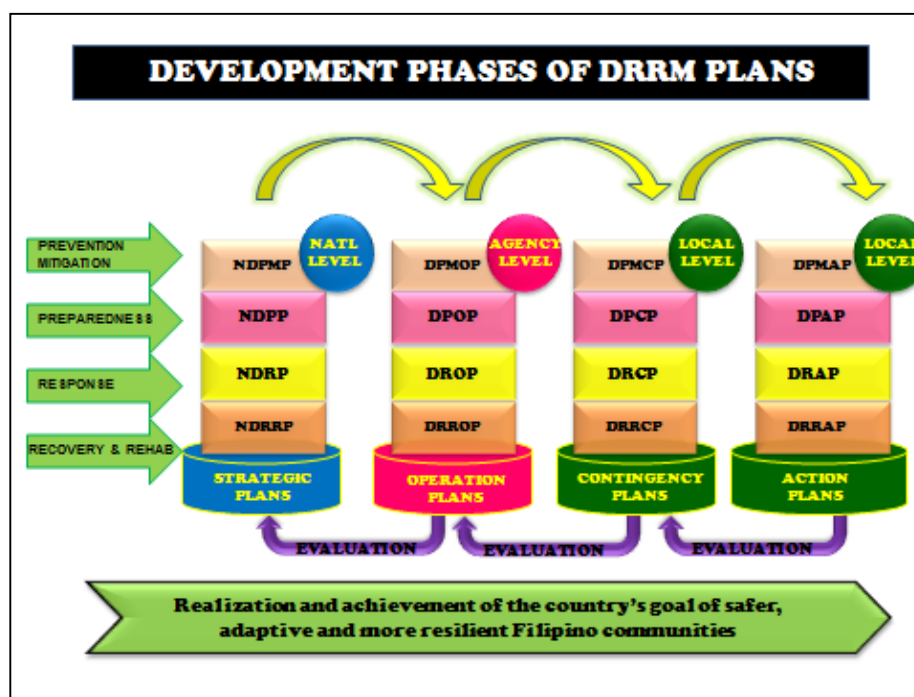 DEVELOPMENT PHASES OF DRRM PLANS
NATL
LEVEL
AGENCY
LEVEL
LOCAL
LEVEL
LOCAL
LEVEL
PREVENTION
MITIGATION
NDPMP
DPMOP
DPMCP
DPMAP
PREPAREDNESS
NDPP
DPOP
DPCP
DPAP
RESPONSE
NDRP
DROP
DRCP
DRAP
RECOVERY & REHAB
NDRRP
DRROP
DRRCP
DRRAP
STRATEGIC
PLANS
OPERATION
PLANS
CONTINGENCY
PLANS
ACTION
PLANS
EVALUATION
EVALUATION
EVALUATION
Realization and achievement of the country's goal of safer,
adaptive and more resilient Filipino communities